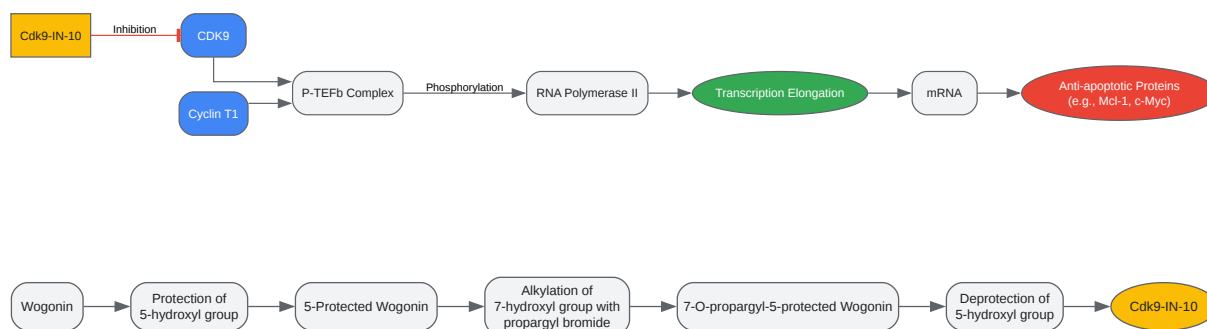 Cdk9-IN-10
Inhibition
CDK9
Cyclin T1
P-TEFb Complex
Phosphorylation
RNA Polymerase II
Transcription Elongation
mRNA
Anti-apoptotic Proteins
(e.g., Mcl-1, c-Myc)
Wogonin
Protection of
5-hydroxyl group
5-Protected Wogonin
Alkylation of
7-hydroxyl group with
propargyl bromide
7-O-propargyl-5-protected Wogonin
Deprotection of
5-hydroxyl group
Cdk9-IN-10